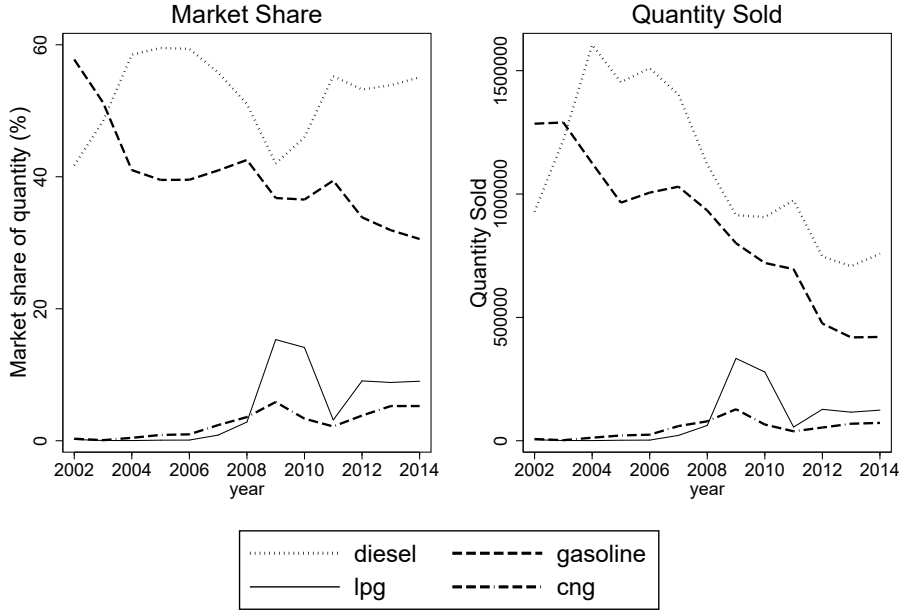 Market Share
Market share of quantity (%)
60
40
20
0
2002 2004 2006 2008 2010 2012 2014
year
Quantity Sold
Quantity Sold
1500000
1000000
500000
0
2002 2004 2006 2008 2010 2012 2014
year
diesel gasoline
lpg cng